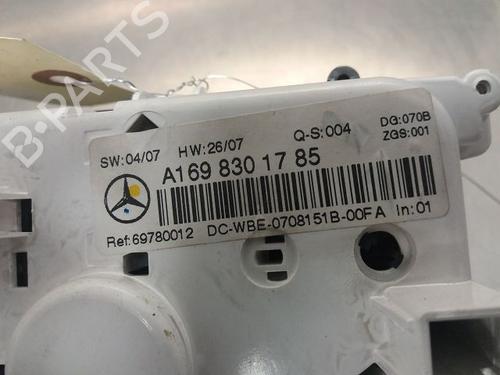 B-PARTS
SW:04/07 HW:26/07 Q-S:004 DG:070B
ZGS:001
A169 830 17 85
Ref:69780012 DC-WBE-0708151B-00FA In:01